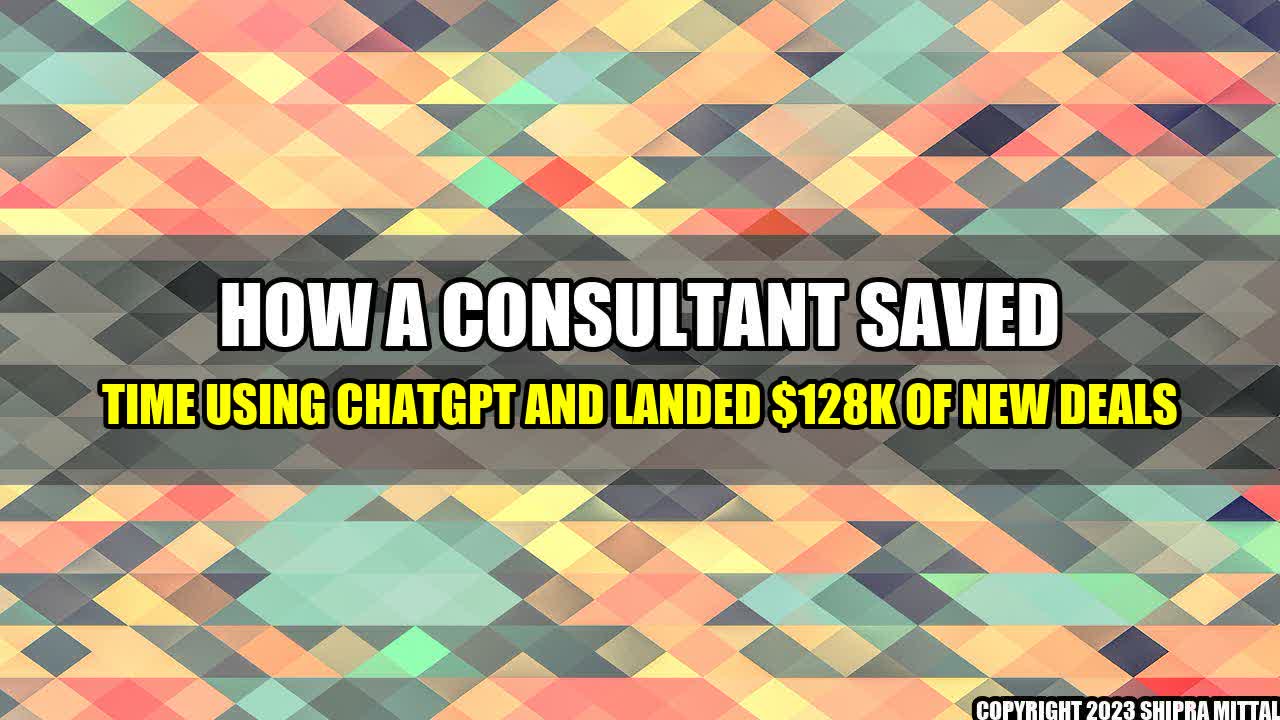 HOW A CONSULTANT SAVED
TIME USING CHATGPT AND LANDED $128K OF NEW DEALS
COPYRIGHT 2023 SHIPRA MITTAL